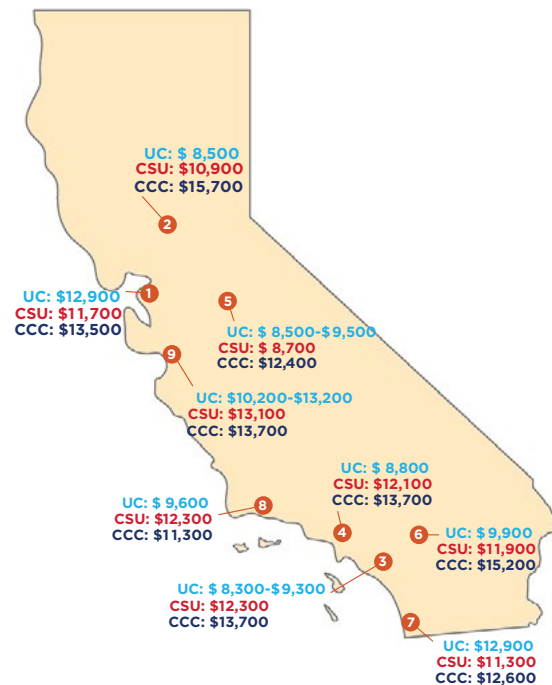 UC: $ 8,500
CSU: $10,900
CCC: $15,700
2
1
UC: $12,900
CSU: $11,700
CCC: $13,500
5
UC: $ 8,500-$9,500
CSU: $ 8,700
CCC: $12,400
9
UC: $10,200-$13,200
CSU: $13,100
CCC: $13,700
UC: $ 8,800
CSU: $12,100
CCC: $13,700
8
UC: $ 9,600
CSU: $12,300
CCC: $11,300
4
6
UC: $ 9,900
CSU: $11,900
CCC: $15,200
3
UC: $ 8,300-$9,300
CSU: $12,300
CCC: $13,700
7
UC: $12,900
CSU: $11,300
CCC: $12,600